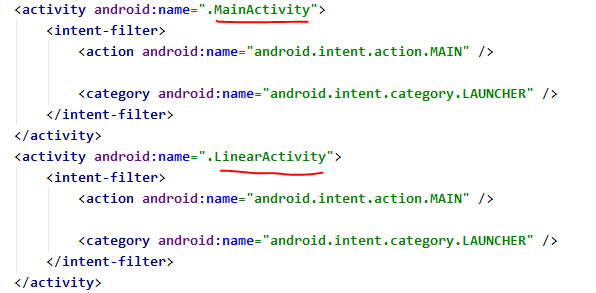 <activity android:name=".MainActivity">
<intent-filter>
<action android:name="android.intent.action.MAIN" />
<category android:name="android.intent.category.LAUNCHER" />
</intent-filter>
</activity>
<activity android:name=".LinearActivity">
<intent-filter>
<action android:name="android.intent.action.MAIN" />
<category android:name="android.intent.category.LAUNCHER" />
</intent-filter>
</activity>